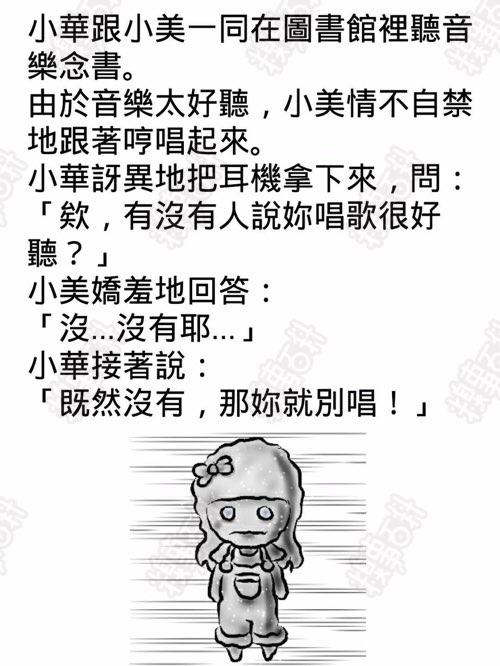 小華跟小美一同在圖書館裡聽音
樂念書。
由於音樂太好聽，小美情不自禁
地跟著哼唱起來。
小華訝異地把耳機拿下來，問：
「欸，有沒有人說妳唱歌很好
聽？」
小美嬌羞地回答：
「沒...沒有耶...」
小華接著說：
「既然沒有，那妳就別唱！」